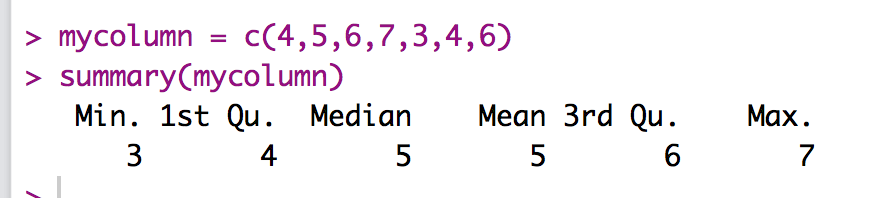 > mycolumn = c(4,5,6,7,3,4,6)
> summary(mycolumn)
Min. 1st Qu. Median Mean 3rd Qu. Max.
3 4 5 5 6 7
>